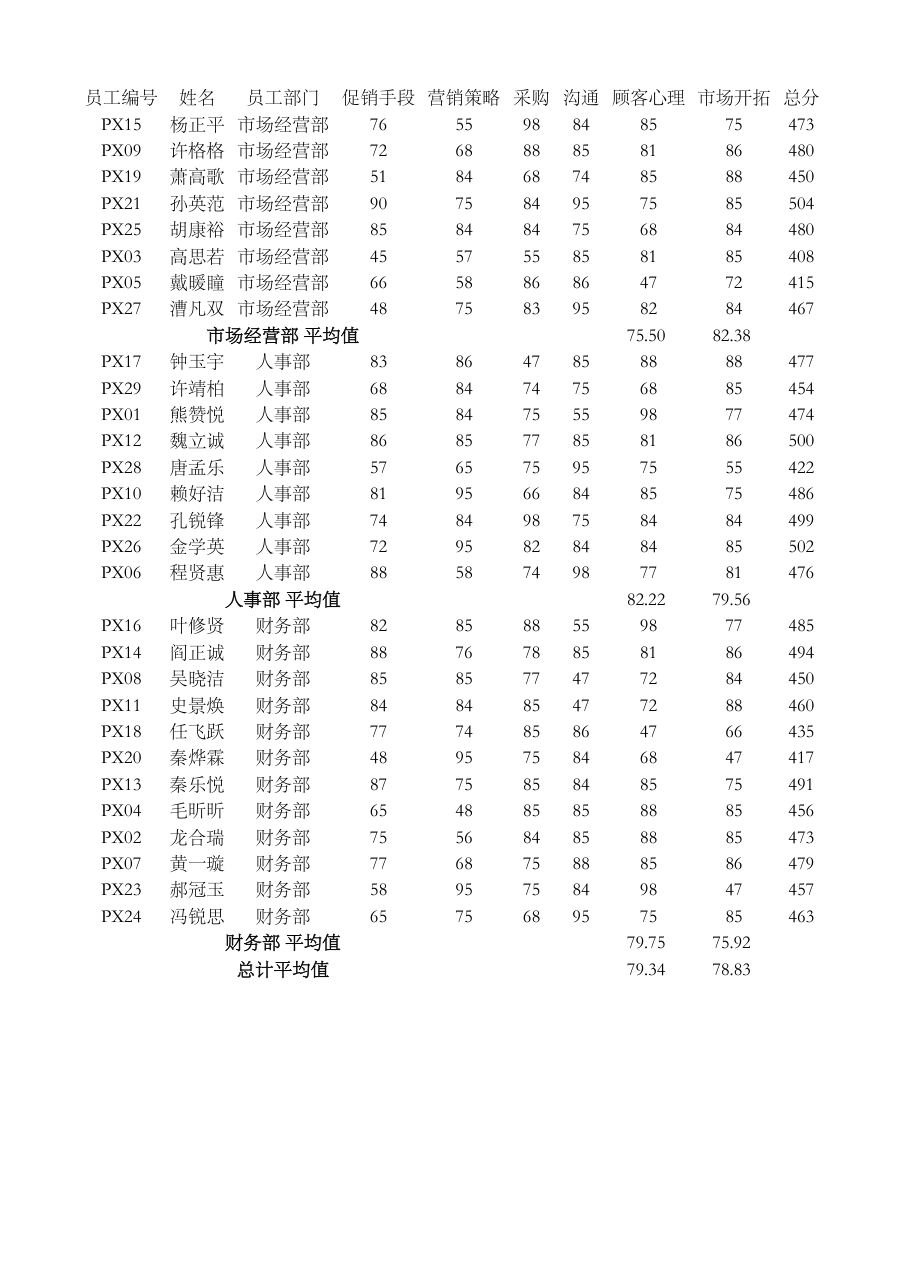 员工编号 姓名 员工部门 促销手段 营销策略 采购 沟通 顾客心理 市场开拓 总分
PX15 杨正平 市场经营部 76 55 98 84 85 75 473
PX09 许格格 市场经营部 72 68 88 85 81 86 480
PX19 萧高歌 市场经营部 51 84 68 74 85 88 450
PX21 孙英范 市场经营部 90 75 84 95 75 85 504
PX25 胡康裕 市场经营部 85 84 84 75 68 84 480
PX03 高思若 市场经营部 45 57 55 85 81 85 408
PX05 戴暖瞳 市场经营部 66 58 86 86 47 72 415
PX27 漕凡双 市场经营部 48 75 83 95 82 84 467
市场经营部 平均值 75.50 82.38
PX17 钟玉宇 人事部 83 86 47 85 88 88 477
PX29 许靖柏 人事部 68 84 74 75 68 85 454
PX01 熊赞悦 人事部 85 84 75 55 98 77 474
PX12 魏立诚 人事部 86 85 77 85 81 86 500
PX28 唐孟乐 人事部 57 65 75 95 75 55 422
PX10 赖好洁 人事部 81 95 66 84 85 75 486
PX22 孔锐锋 人事部 74 84 98 75 84 84 499
PX26 金学英 人事部 72 95 82 84 84 85 502
PX06 程贤惠 人事部 88 58 74 98 77 81 476
人事部 平均值 82.22 79.56
PX16 叶修贤 财务部 82 85 88 55 98 77 485
PX14 阎正诚 财务部 88 76 78 85 81 86 494
PX08 吴晓洁 财务部 85 85 77 47 72 84 450
PX11 史景焕 财务部 84 84 85 47 72 88 460
PX18 任飞跃 财务部 77 74 85 86 47 66 435
PX20 秦烨霖 财务部 48 95 75 84 68 47 417
PX13 秦乐悦 财务部 87 75 85 84 85 75 491
PX04 毛昕昕 财务部 65 48 85 85 88 85 456
PX02 龙合瑞 财务部 75 56 84 85 88 85 473
PX07 黄一璇 财务部 77 68 75 88 85 86 479
PX23 郝冠玉 财务部 58 95 75 84 98 47 457
PX24 冯锐思 财务部 65 75 68 95 75 85 463
财务部 平均值 79.75 75.92
总计平均值 79.34 78.83